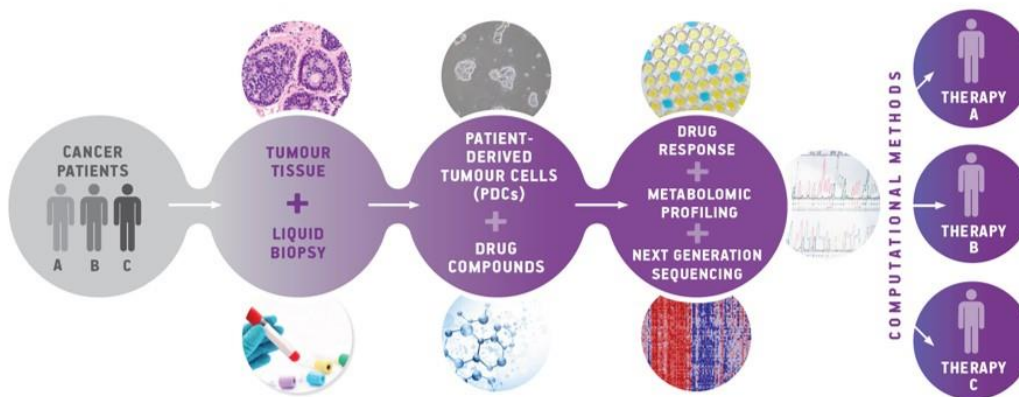 CANCER
PATIENTS
A B C
TUMOUR
TISSUE
+
LIQUID
BIOPSY
PATIENT-
DERIVED
TUMOUR CELLS
(PDCs)
+
DRUG
COMPOUNDS
DRUG
RESPONSE
+
METABOLOMIC
PROFILING
+
NEXT GENERATION
SEQUENCING
COMPUTATIONAL METHODS
THERAPY
A
THERAPY
B
THERAPY
C